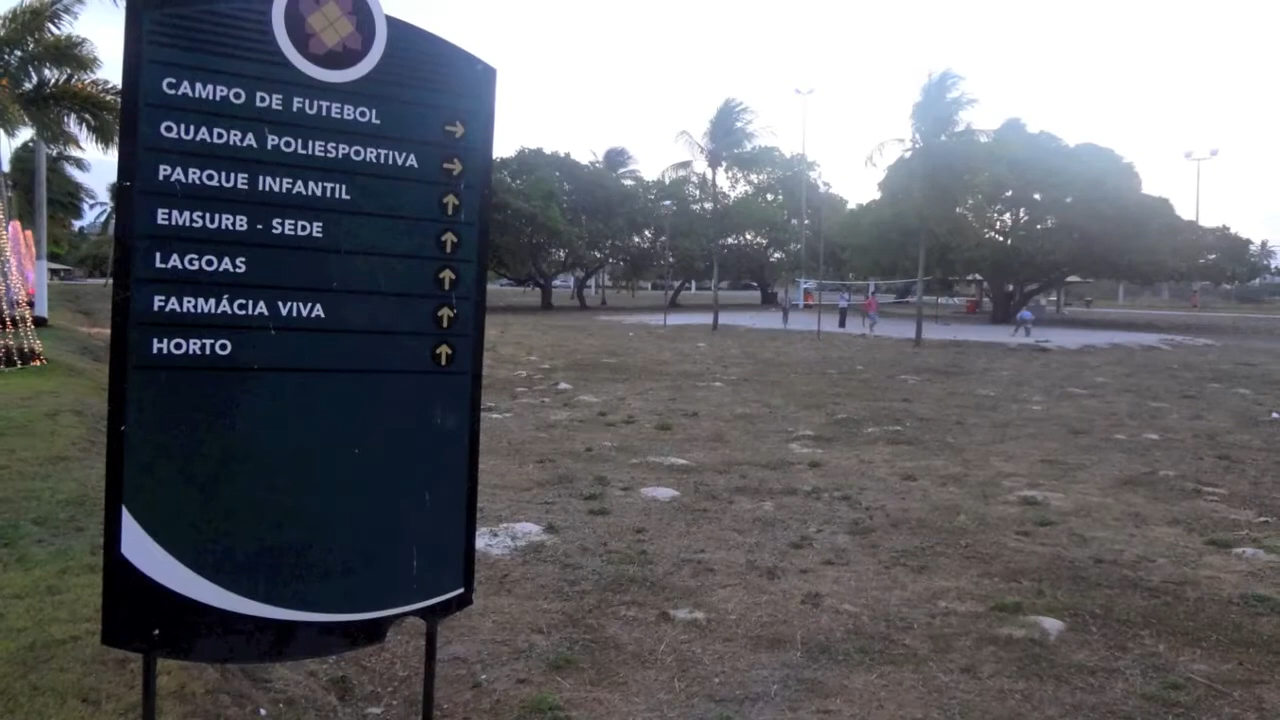 CAMPO DE FUTEBOL →
QUADRA POLIESPORTIVA →
PARQUE INFANTIL ↑
EMSURB - SEDE ↑
LAGOAS ↑
FARMÁCIA VIVA ↑
HORTO ↑